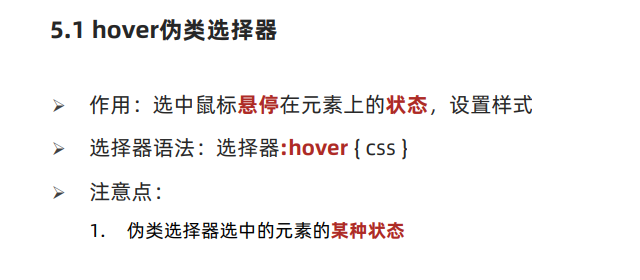 5.1 hover伪类选择器
➢ 作用：选中鼠标悬停在元素上的状态，设置样式
➢ 选择器语法：选择器:hover { css }
➢ 注意点：
1. 伪类选择器选中的元素的某种状态